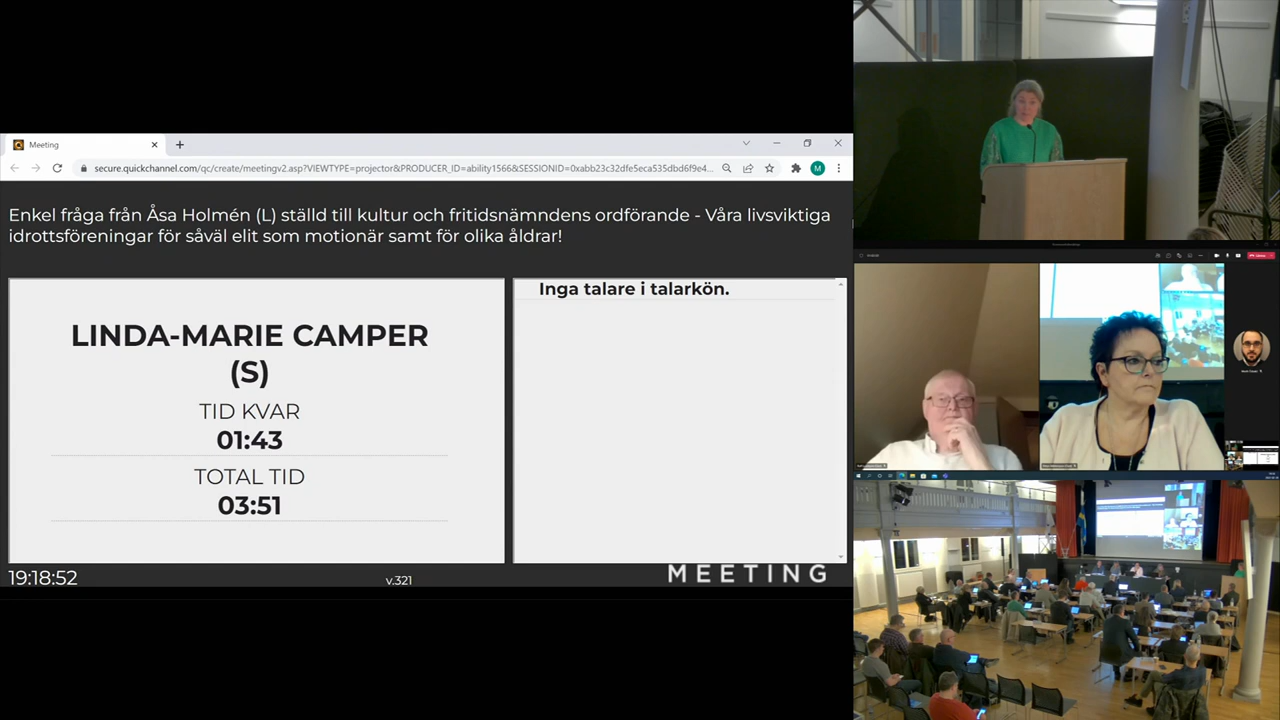 Meeting
secure.quickchannel.com/qc/create/meetingv2.asp?VIEWTYPE=projector&PRODUCER_ID=ability1566&SESSIONID=0xabb23c32dfe5eca535dbd6f9e4...
M
Enkel fråga från Åsa Holmén (L) ställd till kultur och fritidsnämndens ordförande - Våra livsviktiga
idrottsföreningar för såväl elit som motionär samt för olika åldrar!
LINDA-MARIE CAMPER
(S)
TID KVAR
01:43
TOTAL TID
03:51
Inga talare i talarkön.
19:18:52
v.321
MEETING